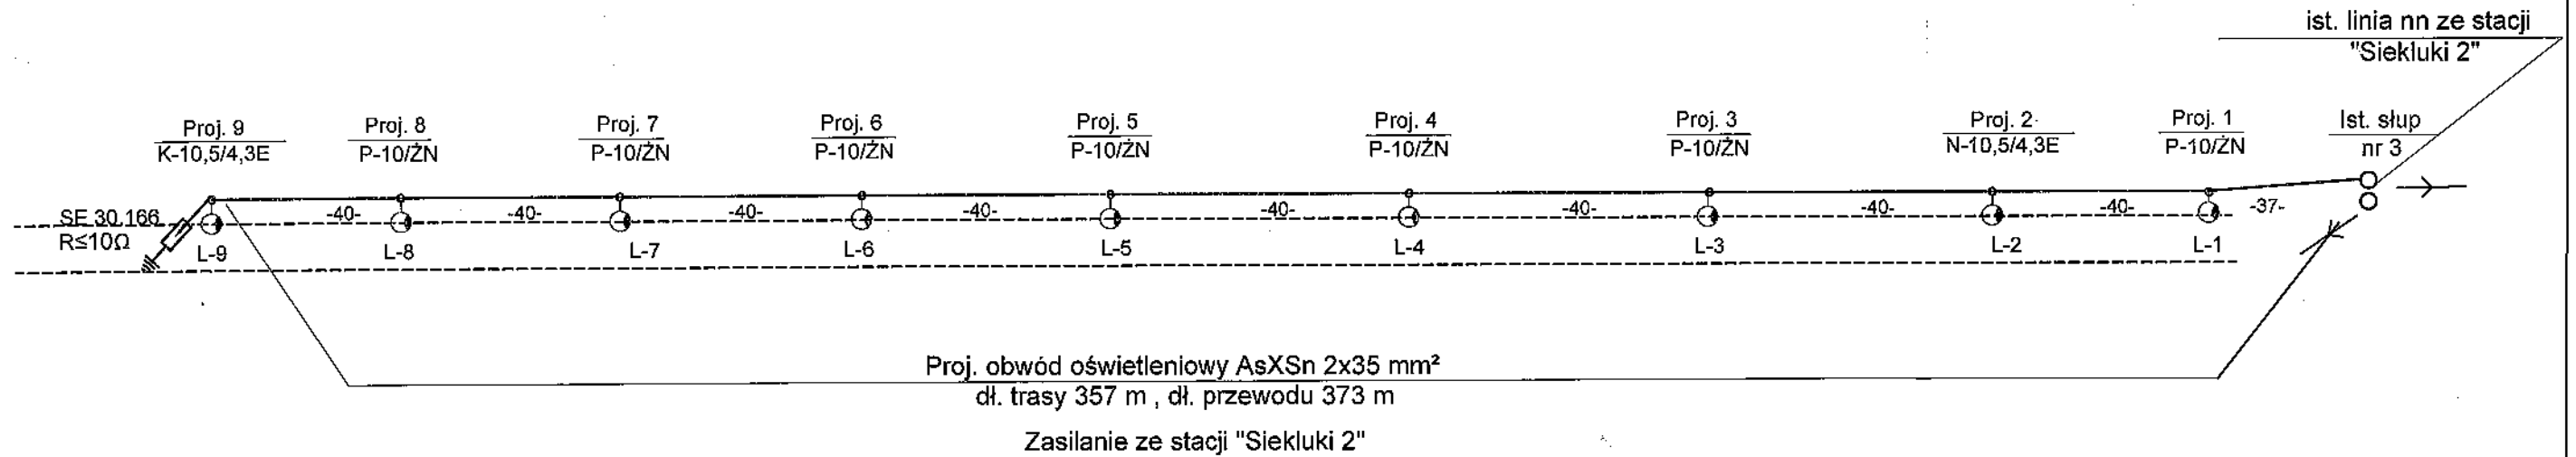 ist. linia nn ze stacji
"Siekluki 2"
Proj. 9
K-10,5/4,3E
Proj. 8
P-10/ŻN
Proj. 7
P-10/ŻN
Proj. 6
P-10/ŻN
Proj. 5
P-10/ŻN
Proj. 4
P-10/ŻN
Proj. 3
P-10/ŻN
Proj. 2
N-10,5/4,3E
Proj. 1
P-10/ŻN
Ist. słup
nr 3
SE 30.166
R≤10Ω
-40- -40- -40- -40- -40- -40- -40- -40- -37-
L-9 L-8 L-7 L-6 L-5 L-4 L-3 L-2 L-1
Proj. obwód oświetleniowy AsXSn 2x35 mm²
dł. trasy 357 m , dł. przewodu 373 m
Zasilanie ze stacji "Siekluki 2"